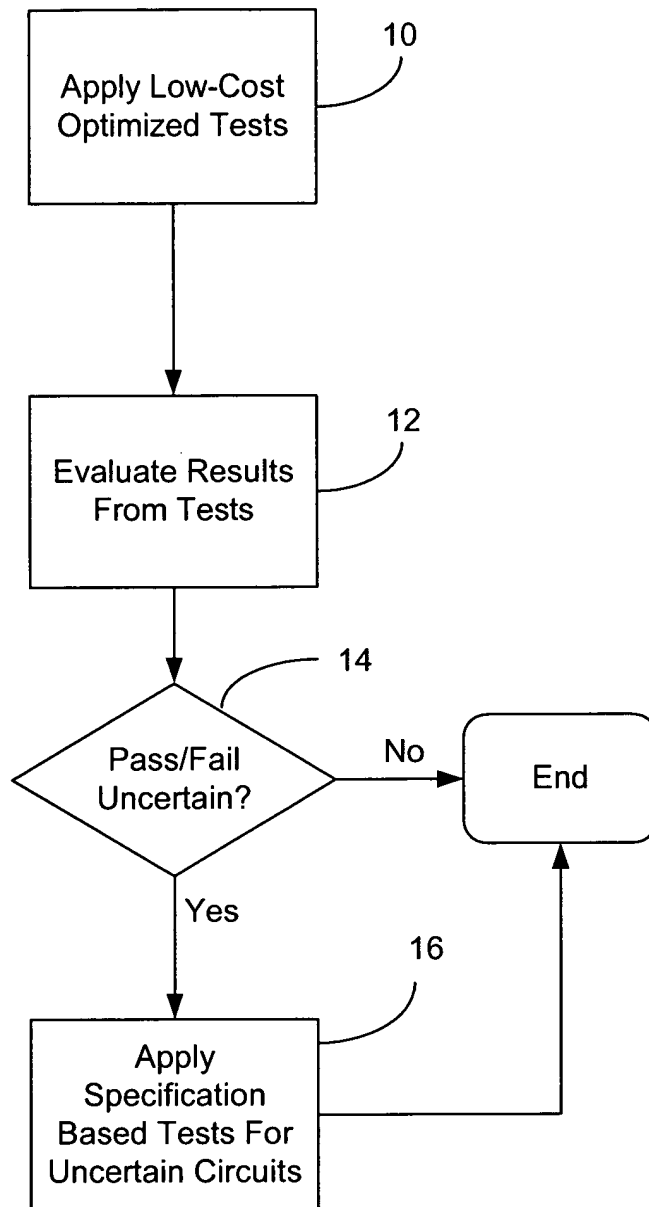 10
Apply Low-Cost
Optimized Tests
12
Evaluate Results
From Tests
14
Pass/Fail
Uncertain?
No
End
Yes
16
Apply
Specification
Based Tests For
Uncertain Circuits